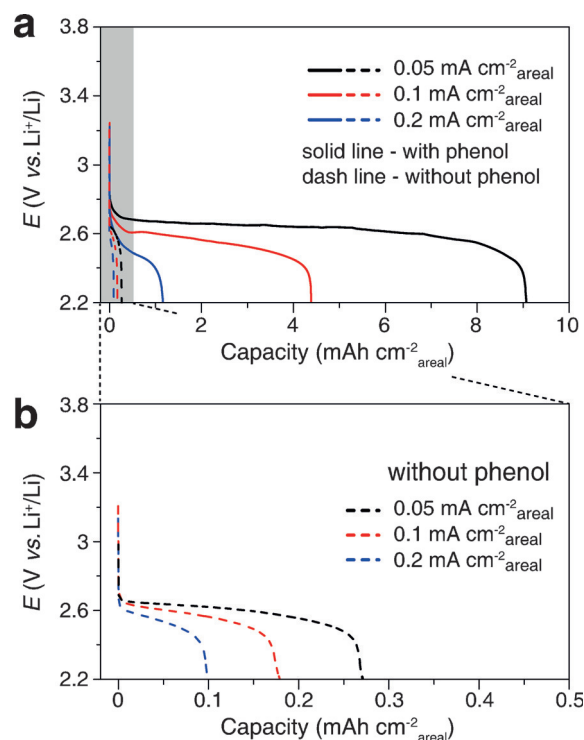 a
3.8
3.4
3
2.6
2.2
E (V vs. Li⁺/Li)
0.05 mA cm⁻²areal
0.1 mA cm⁻²areal
0.2 mA cm⁻²areal
solid line - with phenol
dash line - without phenol
0 2 4 6 8 10
Capacity (mAh cm⁻²areal)
b
3.8
3.4
3
2.6
2.2
E (V vs. Li⁺/Li)
without phenol
0.05 mA cm⁻²areal
0.1 mA cm⁻²areal
0.2 mA cm⁻²areal
0 0.1 0.2 0.3 0.4 0.5
Capacity (mAh cm⁻²areal)